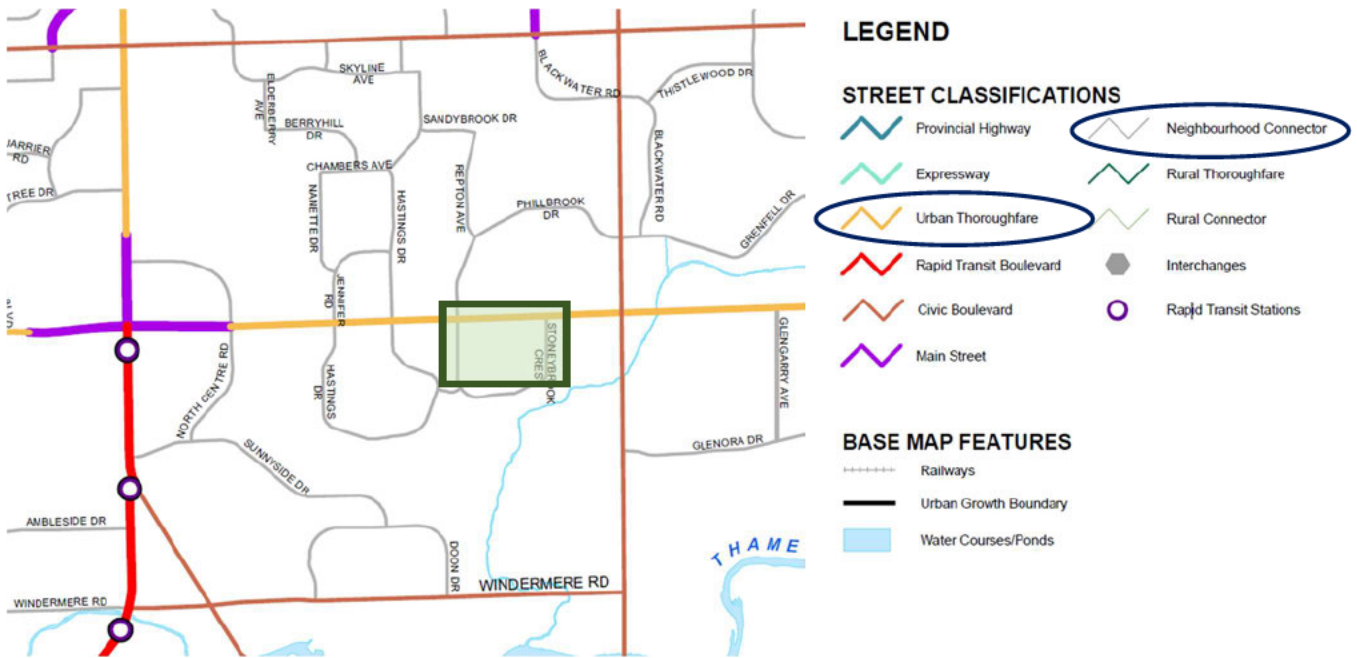 SKYLINE
AVE
ELDERBERRY
AVE
BERRYHILL
DR
SANDYBROOK DR
BLACKWATER RD
THISTLEWOOD DR
TREE DR
CHAMBERS AVE
NANETTE DR
HASTINGS DR
REPTON AVE
PHILLBROOK
DR
BLACKWATER RD
GRENFELL DR
JENNIFER
RD
NORTH CENTRE RD
HASTINGS
DR
STONEYBROOK
CRES
GLENGARRY AVE
GLENORA DR
SUNNYSIDE DR
AMBLESIDE DR
DOON DR
WINDERMERE RD
WINDERMERE RD
THAME
LEGEND
STREET CLASSIFICATIONS
Provincial Highway
Neighbourhood Connector
Expressway
Rural Thoroughfare
Urban Thoroughfare
Rural Connector
Rapid Transit Boulevard
Interchanges
Civic Boulevard
Rapid Transit Stations
Main Street
BASE MAP FEATURES
Railways
Urban Growth Boundary
Water Courses/Ponds